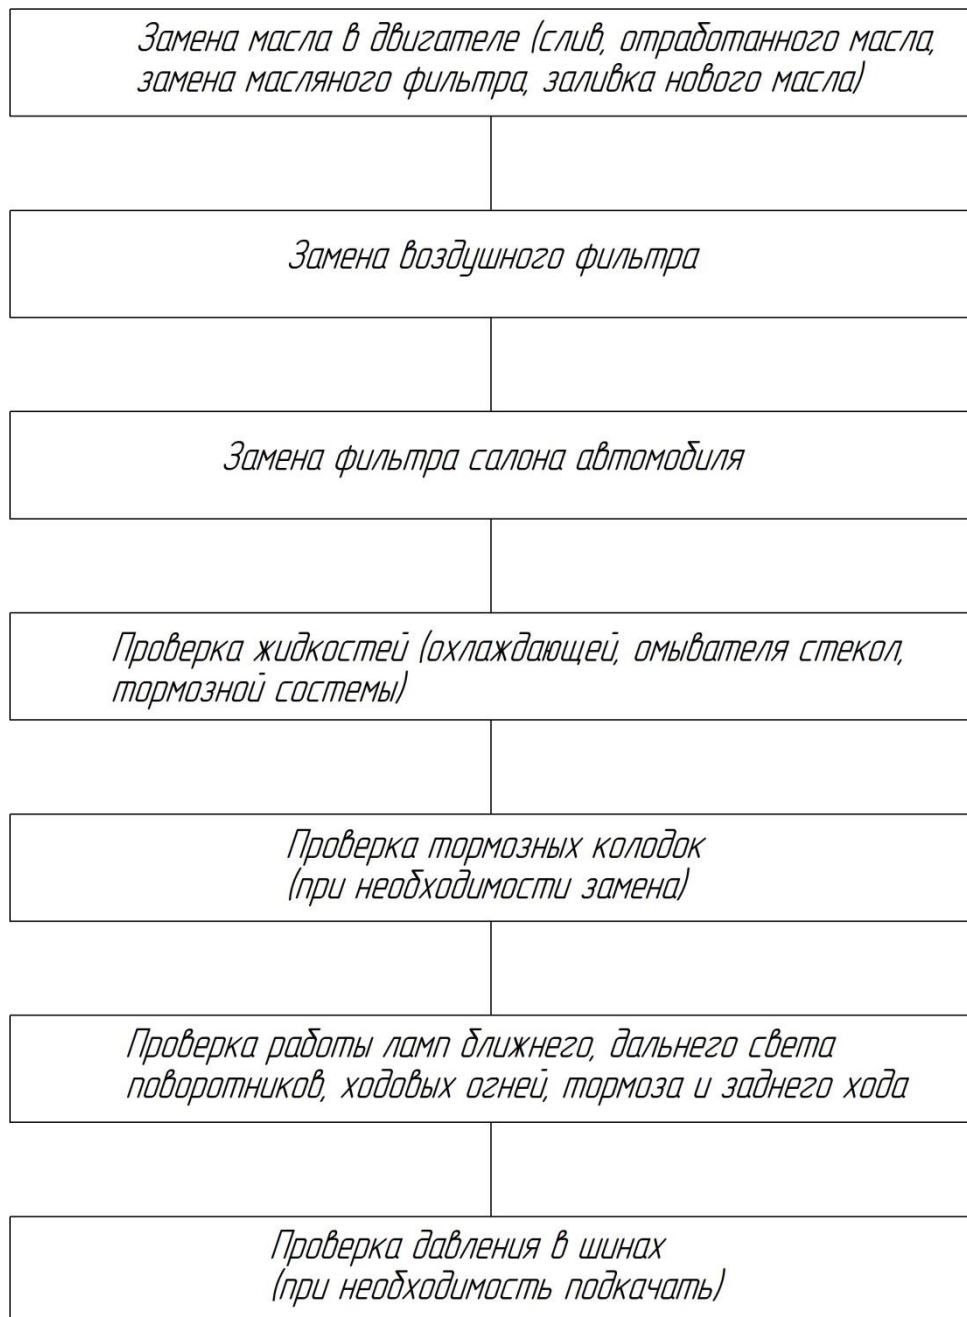 Замена масла в двигателе (слив, отработанного масла,
замена масляного фильтра, заливка нового масла)
Замена воздушного фильтра
Замена фильтра салона автомобиля
Проверка жидкостей (охлаждающей, омывателя стекол,
тормозной состемы)
Проверка тормозных колодок
(при необходимости замена)
Проверка работы ламп ближнего, дальнего света
поворотников, ходовых огней, тормоза и заднего хода
Проверка давления в шинах
(при необходимость подкачать)